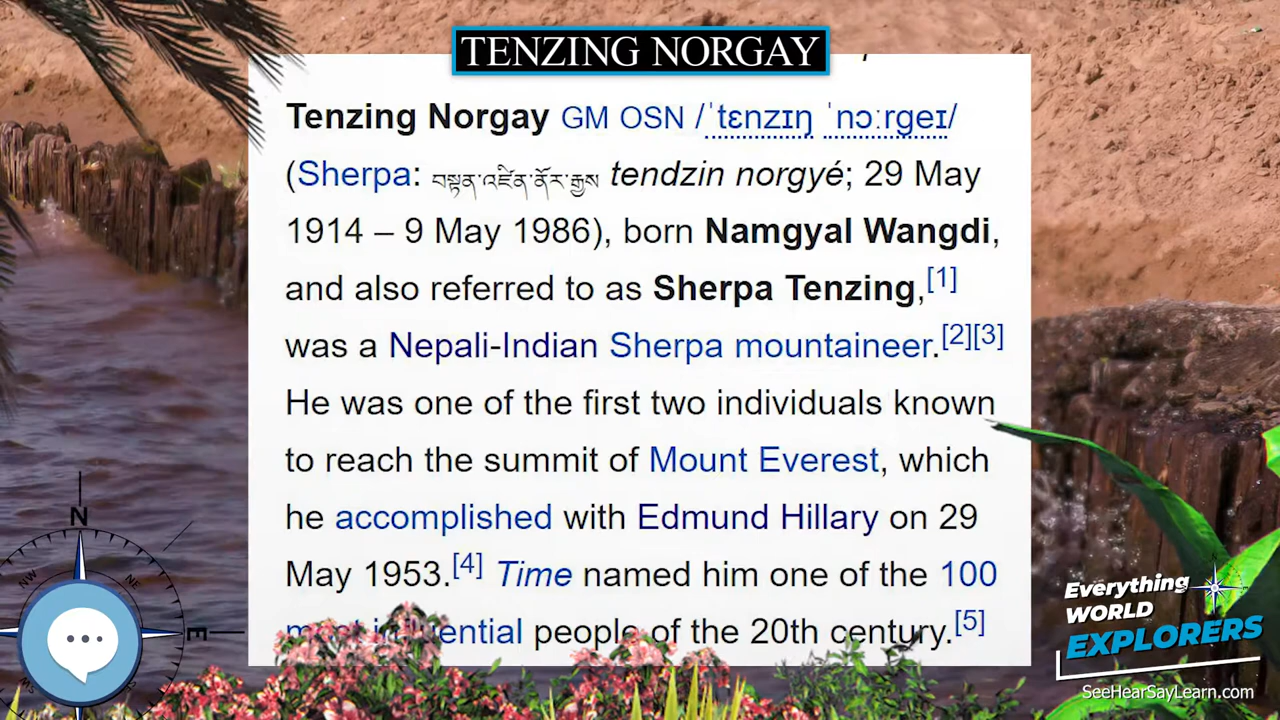 TENZING NORGAY
Tenzing Norgay GM OSN /ˈtɛnzɪŋ ˈnɔːrɡeɪ/
(Sherpa: བསྟན་འཛིན་ནོར་རྒྱས tendzin norgyé; 29 May
1914 – 9 May 1986), born Namgyal Wangdi,
and also referred to as Sherpa Tenzing,[1]
was a Nepali-Indian Sherpa mountaineer.[2][3]
He was one of the first two individuals known
to reach the summit of Mount Everest, which
he accomplished with Edmund Hillary on 29
May 1953.[4] Time named him one of the 100
most influential people of the 20th century.[5]
N
NW
NE
E
Everything
WORLD
EXPLORERS
SeeHearSayLearn.com